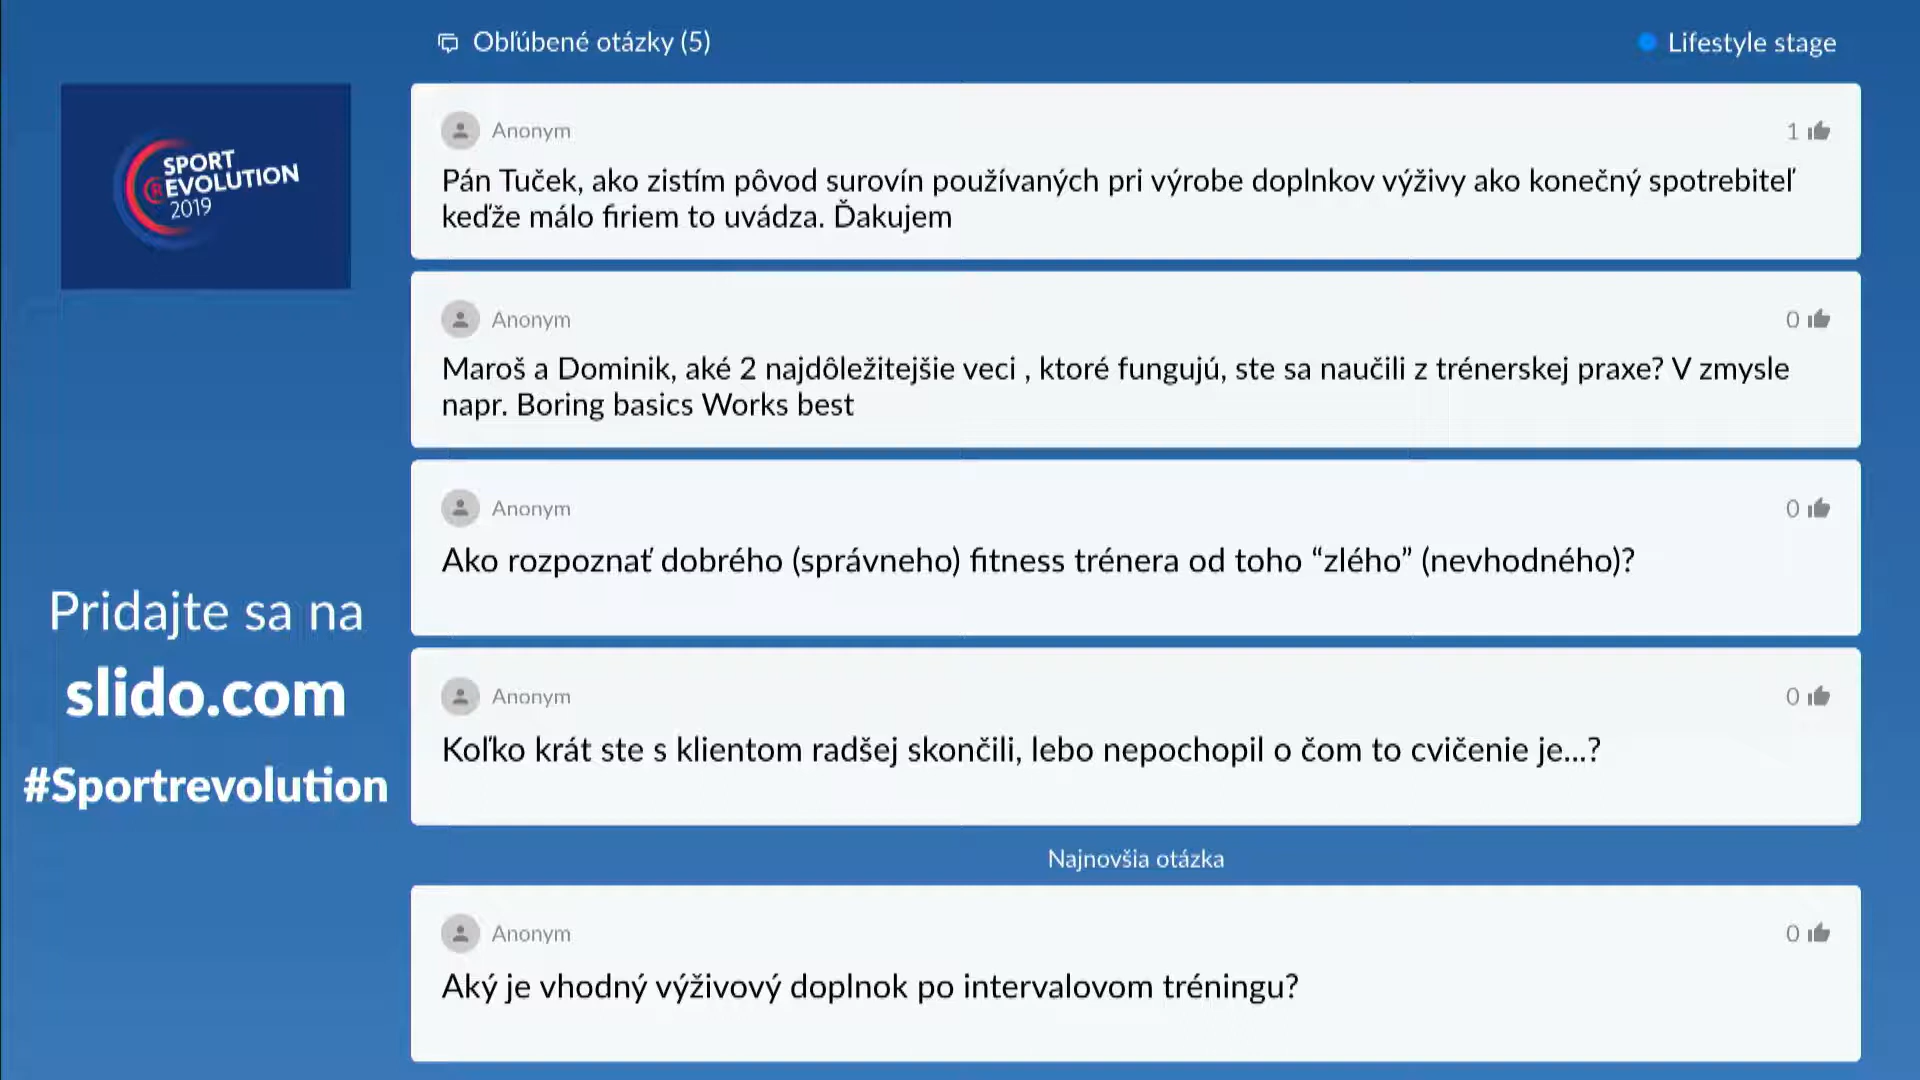 Obľúbené otázky (5)
Lifestyle stage
SPORT
(R)EVOLUTION
2019
Anonym
1
Pán Tuček, ako zistím pôvod surovín používaných pri výrobe doplnkov výživy ako konečný spotrebiteľ
keďže málo firiem to uvádza. Ďakujem
Anonym
0
Maroš a Dominik, aké 2 najdôležitejšie veci , ktoré fungujú, ste sa naučili z trénerskej praxe? V zmysle
napr. Boring basics Works best
Anonym
0
Ako rozpoznať dobrého (správneho) fitness trénera od toho “zlého” (nevhodného)?
Anonym
0
Koľko krát ste s klientom radšej skončili, lebo nepochopil o čom to cvičenie je...?
Najnovšia otázka
Anonym
0
Aký je vhodný výživový doplnok po intervalovom tréningu?
Pridajte sa na
slido.com
#Sportrevolution